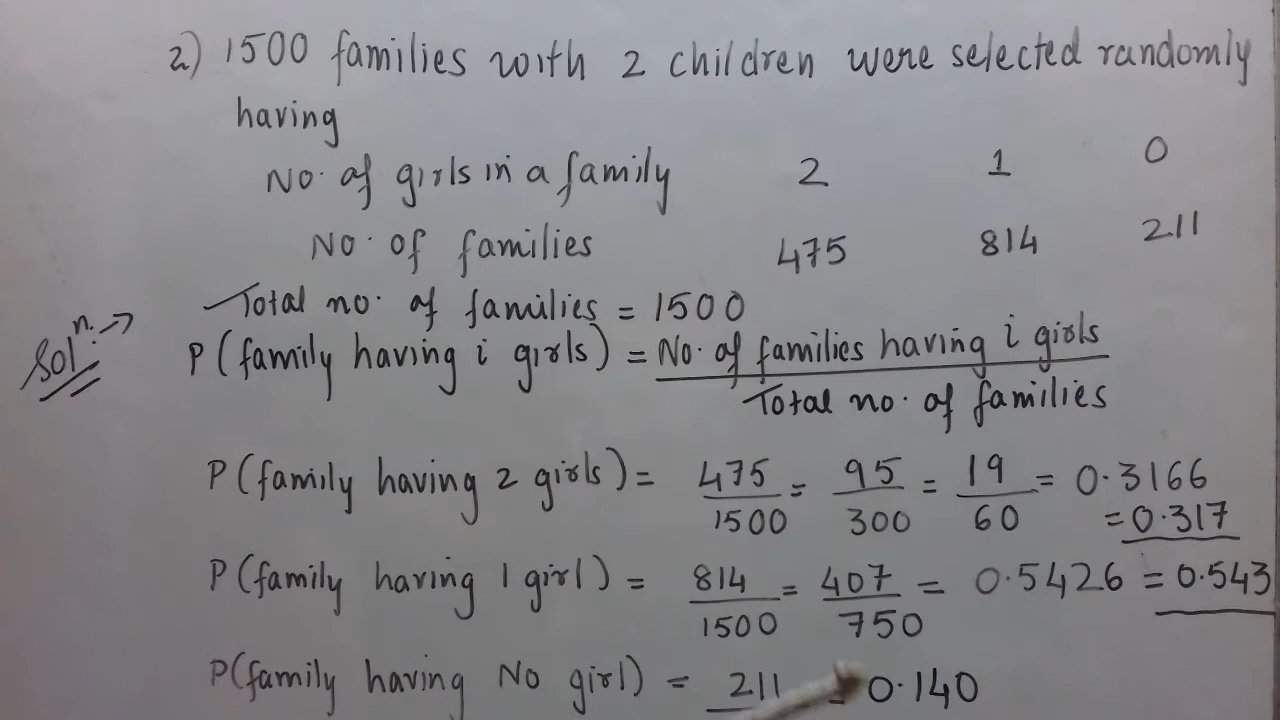 2) 1500 families with 2 children were selected randomly
having
No. of girls in a family 2 1 0
No. of families 475 814 211
Total no. of families = 1500
Solⁿ. → P (family having i girls) = No. of families having i girls / Total no. of families
P (family having 2 girls) = 475/1500 = 95/300 = 19/60 = 0.3166
= 0.317
P (family having 1 girl) = 814/1500 = 407/750 = 0.5426 = 0.543
P (family having No girl) = 211 = 0.140